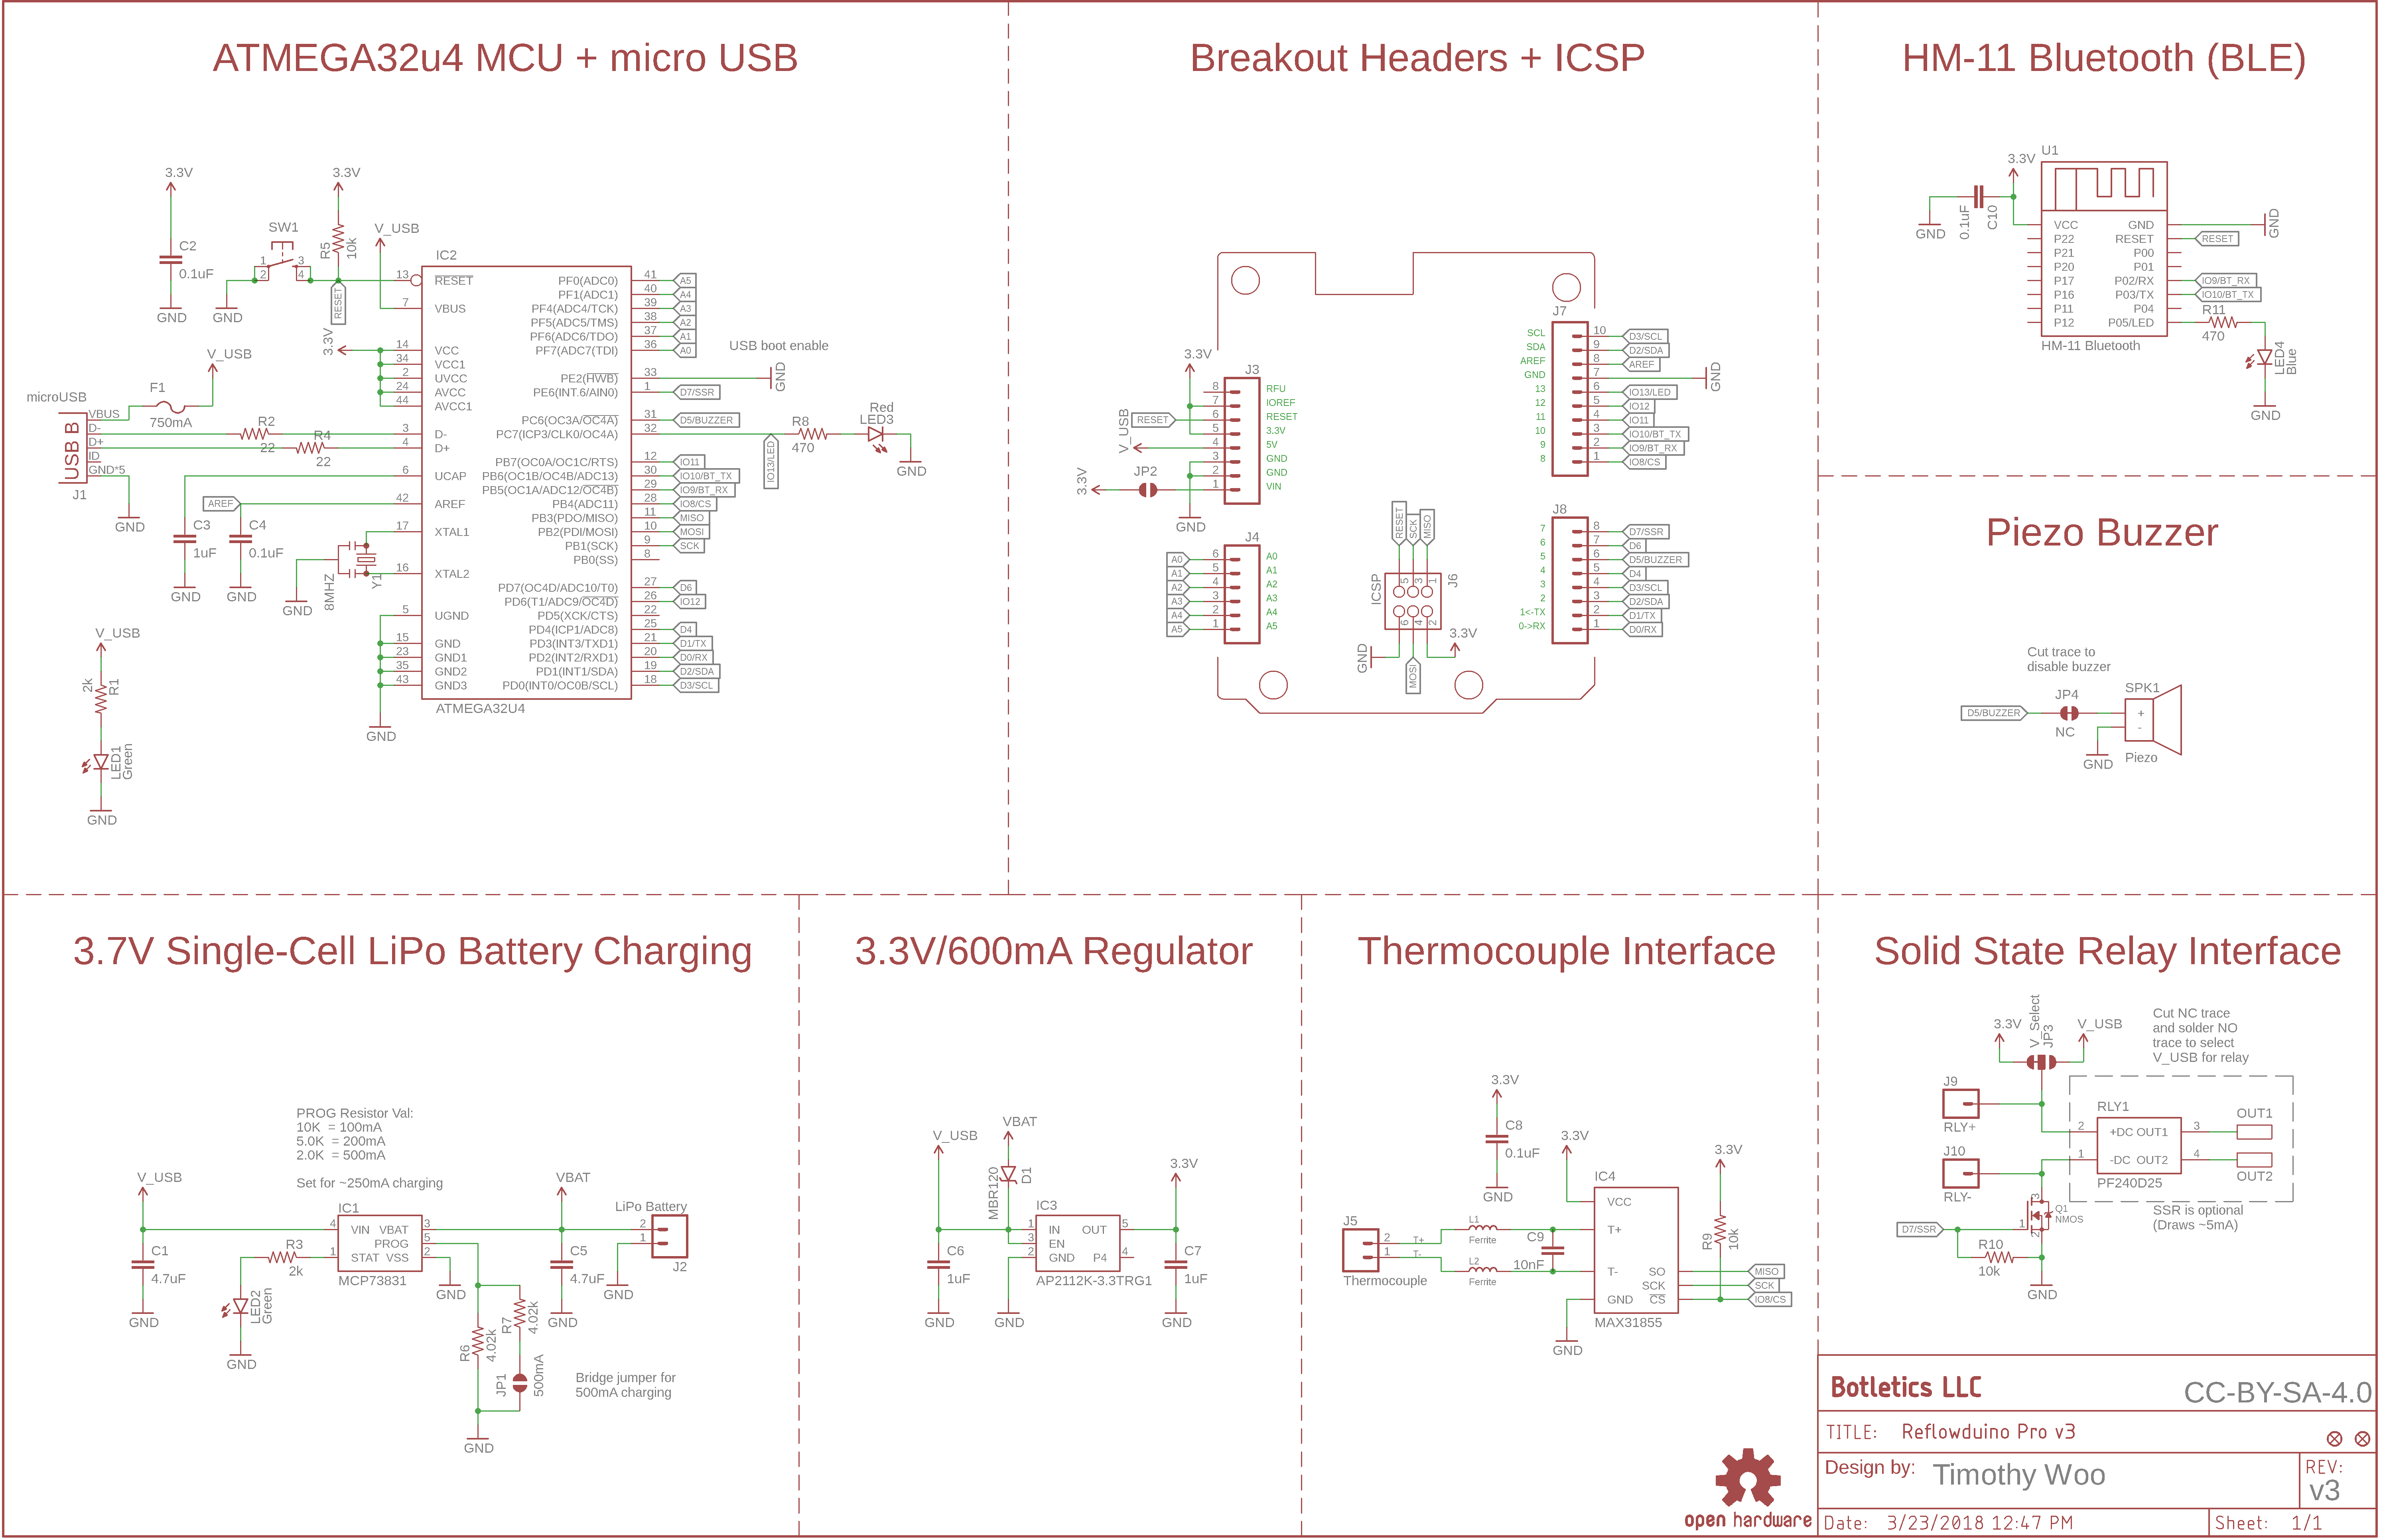 ATMEGA32u4 MCU + micro USB
3.3V
C2
0.1uF
GND
SW1
1
2
3
4
GND
3.3V
R5
10k
RESET
V_USB
3.3V
V_USB
F1
750mA
microUSB
USB B
VBUS
D-
D+
ID
GND*5
J1
GND
R2
22
R4
22
AREF
C3
1uF
GND
C4
0.1uF
GND
8MHZ
Y1
GND
V_USB
2k
R1
LED1
Green
GND
IC2
13 RESET
7 VBUS
14 VCC
34 VCC1
2 UVCC
24 AVCC
44 AVCC1
3 D-
4 D+
6 UCAP
42 AREF
17 XTAL1
16 XTAL2
5 UGND
15 GND
23 GND1
35 GND2
43 GND3
GND
ATMEGA32U4
PF0(ADC0) 41 A5
PF1(ADC1) 40 A4
PF4(ADC4/TCK) 39 A3
PF5(ADC5/TMS) 38 A2
PF6(ADC6/TDO) 37 A1
PF7(ADC7(TDI) 36 A0
USB boot enable
PE2(HWB) 33 GND
PE6(INT.6/AIN0) 1 D7/SSR
PC6(OC3A/OC4A) 31 D5/BUZZER
PC7(ICP3/CLK0/OC4A) 32
IO13/LED
R8
470
Red
LED3
GND
PB7(OC0A/OC1C/RTS) 12 IO11
PB6(OC1B/OC4B/ADC13) 30 IO10/BT_TX
PB5(OC1A/ADC12/OC4B) 29 IO9/BT_RX
PB4(ADC11) 28 IO8/CS
PB3(PDO/MISO) 11 MISO
PB2(PDI/MOSI) 10 MOSI
PB1(SCK) 9 SCK
PB0(SS) 8
PD7(OC4D/ADC10/T0) 27 D6
PD6(T1/ADC9/OC4D) 26 IO12
PD5(XCK/CTS) 22
PD4(ICP1/ADC8) 25 D4
PD3(INT3/TXD1) 21 D1/TX
PD2(INT2/RXD1) 20 D0/RX
PD1(INT1/SDA) 19 D2/SDA
PD0(INT0/OC0B/SCL) 18 D3/SCL
Breakout Headers + ICSP
3.3V
J3
8 RFU
7 IOREF
RESET 6 RESET
5 3.3V
V_USB 4 5V
3 GND
2 GND
3.3V JP2 1 VIN
GND
J4
A0 6 A0
A1 5 A1
A2 4 A2
A3 3 A3
A4 2 A4
A5 1 A5
RESET
SCK
MISO
ICSP
5 3 1
6 4 2
J6
GND
MOSI
3.3V
J7
SCL 10 D3/SCL
SDA 9 D2/SDA
AREF 8 AREF
GND 7 GND
13 6 IO13/LED
12 5 IO12
11 4 IO11
10 3 IO10/BT_TX
9 2 IO9/BT_RX
8 1 IO8/CS
J8
7 8 D7/SSR
6 7 D6
5 6 D5/BUZZER
4 5 D4
3 4 D3/SCL
2 3 D2/SDA
1<-TX 2 D1/TX
0->RX 1 D0/RX
HM-11 Bluetooth (BLE)
3.3V
U1
GND
0.1uF
C10
VCC GND GND
P22 RESET RESET
P21 P00
P20 P01
P17 P02/RX IO9/BT_RX
P16 P03/TX IO10/BT_TX
P11 P04
P12 P05/LED
HM-11 Bluetooth
R11
470
LED4
Blue
GND
Piezo Buzzer
Cut trace to
disable buzzer
D5/BUZZER
JP4
NC
SPK1
+
-
GND
Piezo
3.7V Single-Cell LiPo Battery Charging
PROG Resistor Val:
10K = 100mA
5.0K = 200mA
2.0K = 500mA
Set for ~250mA charging
V_USB
C1
4.7uF
GND
R3
2k
LED2
Green
GND
IC1
4 VIN VBAT 3
PROG 5
1 STAT VSS 2
MCP73831
GND
R6
4.02k
R7
4.02k
JP1
500mA
GND
Bridge jumper for
500mA charging
VBAT
C5
4.7uF
GND
LiPo Battery
2
1
J2
GND
3.3V/600mA Regulator
V_USB
C6
1uF
GND
VBAT
MBR120
D1
IC3
1 IN OUT 5
3 EN
2 GND P4 4
AP2112K-3.3TRG1
GND
3.3V
C7
1uF
GND
Thermocouple Interface
3.3V
C8
0.1uF
GND
J5
2 T+
1 T-
Thermocouple
L1
Ferrite
L2
Ferrite
C9
10nF
3.3V
IC4
VCC
T+
T- SO
SCK
GND CS
MAX31855
GND
3.3V
R9
10k
MISO
SCK
IO8/CS
Solid State Relay Interface
3.3V
V_Select
JP3
V_USB
Cut NC trace
and solder NO
trace to select
V_USB for relay
J9
RLY+
J10
RLY-
RLY1
2 +DC OUT1 3
1 -DC OUT2 4
PF240D25
OUT1
OUT2
SSR is optional
(Draws ~5mA)
D7/SSR
3
1
2
Q1
NMOS
R10
10k
GND
open hardware
Botletics LLC
CC-BY-SA-4.0
TITLE: Reflowduino Pro v3
Design by: Timothy Woo
REV:
v3
Date: 3/23/2018 12:47 PM
Sheet: 1/1